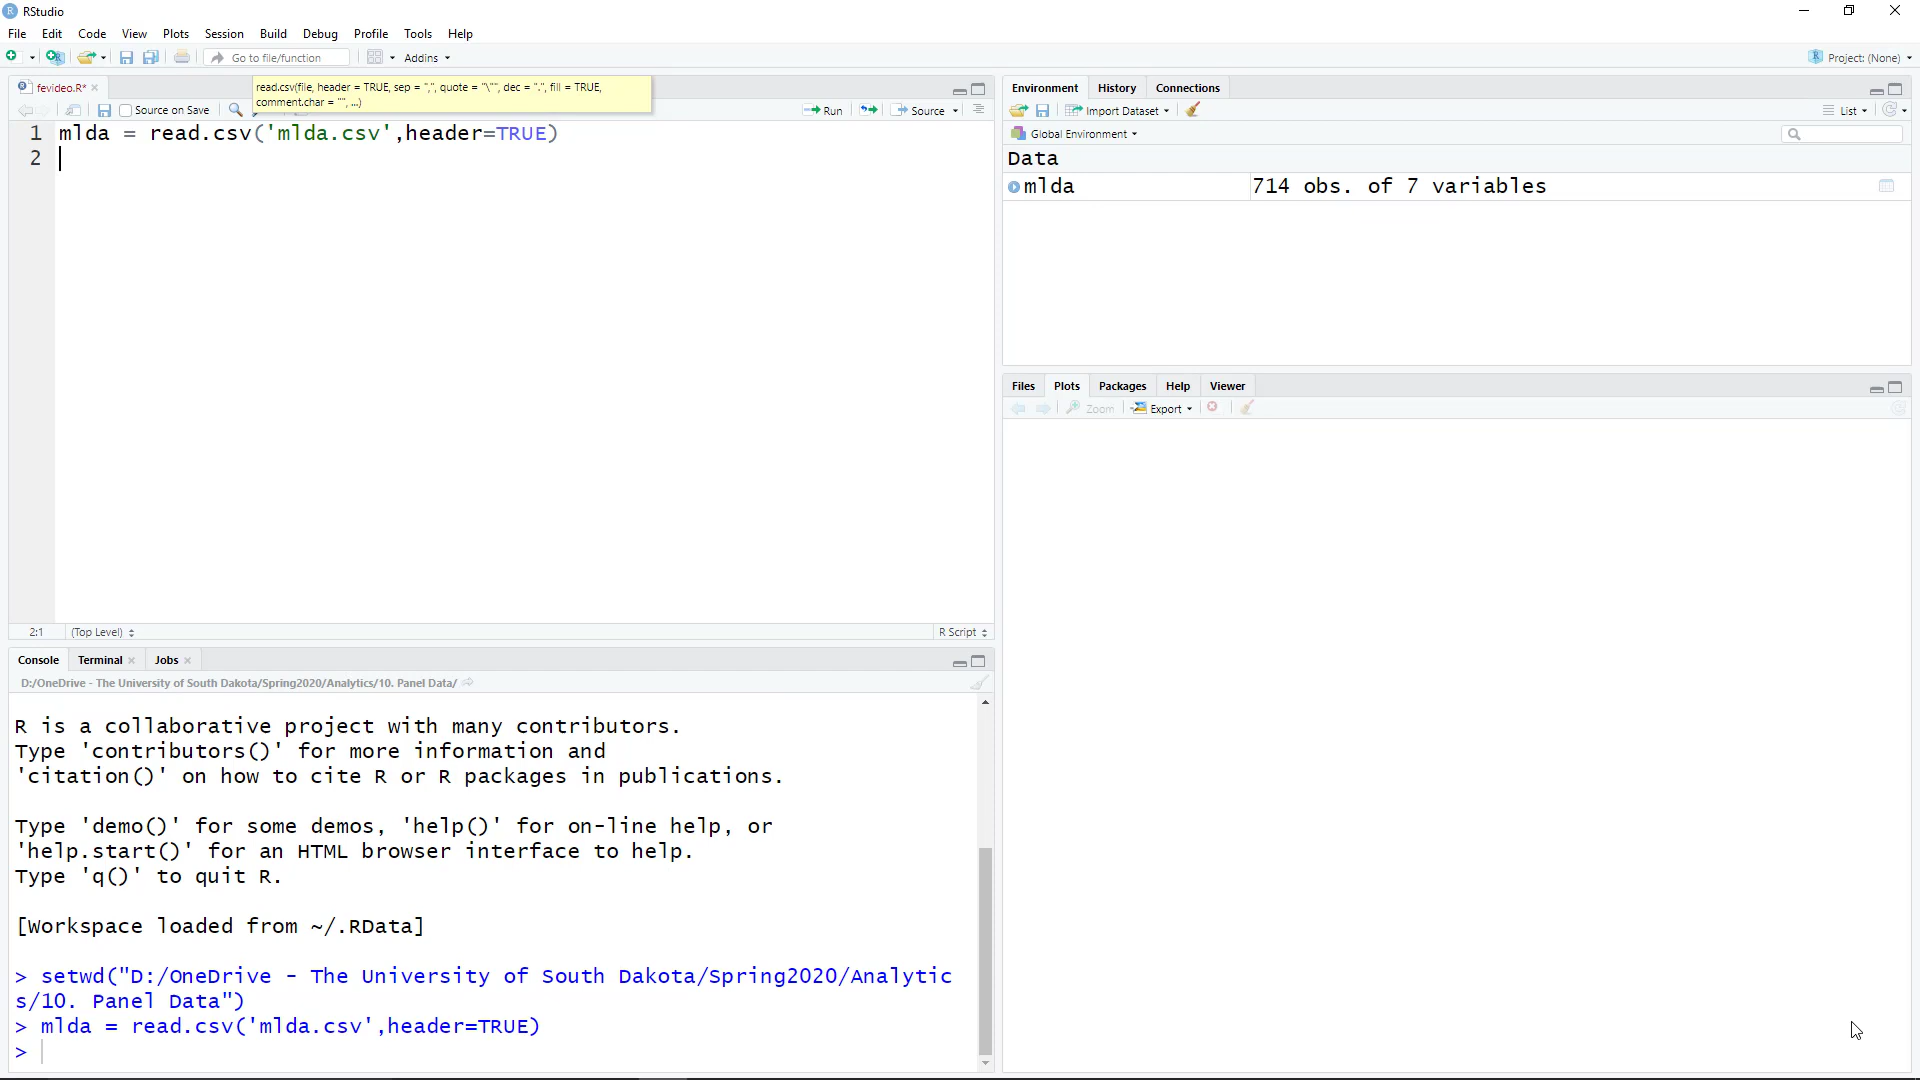 RStudio
File Edit Code View Plots Session Build Debug Profile Tools Help
Go to file/function Addins Project: (None)
fevideo.R*
read.csv(file, header = TRUE, sep = ",", quote = "\"", dec = ".", fill = TRUE,
comment.char = "", ...)
Source on Save Run Source
1 mlda = read.csv('mlda.csv',header=TRUE)
2
2:1 (Top Level) R Script
Console Terminal Jobs
D:/OneDrive - The University of South Dakota/Spring2020/Analytics/10. Panel Data/
R is a collaborative project with many contributors.
Type 'contributors()' for more information and
'citation()' on how to cite R or R packages in publications.
Type 'demo()' for some demos, 'help()' for on-line help, or
'help.start()' for an HTML browser interface to help.
Type 'q()' to quit R.
[Workspace loaded from ~/.RData]
> setwd("D:/OneDrive - The University of South Dakota/Spring2020/Analytic
s/10. Panel Data")
> mlda = read.csv('mlda.csv',header=TRUE)
>
Environment History Connections
Import Dataset List
Global Environment
Data
mlda 714 obs. of 7 variables
Files Plots Packages Help Viewer
Zoom Export